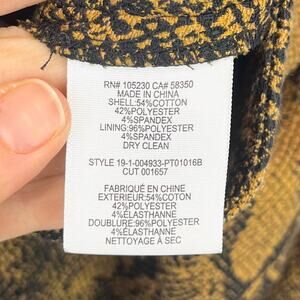 RN# 105230 CA# 58350
MADE IN CHINA
SHELL:54%COTTON
42%POLYESTER
4%SPANDEX
LINING:96%POLYESTER
4%SPANDEX
DRY CLEAN
STYLE 19-1-004933-PT01016B
CUT 001657
FABRIQUÉ EN CHINE
EXTERIEUR:54%COTON
42%POLYESTER
4%ÉLASTHANNE
DOUBLURE:96%POLYESTER
4%ÉLASTHANNE
NETTOYAGE À SEC